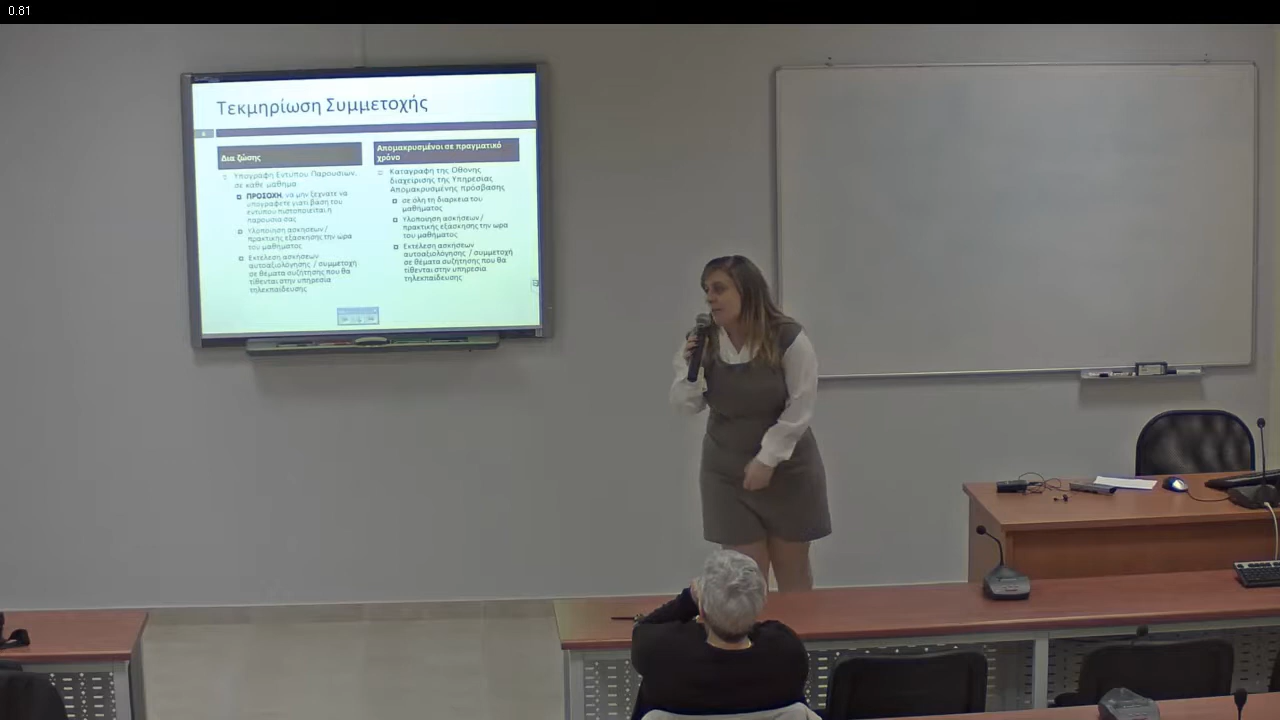 0.81
Τεκμηρίωση Συμμετοχής
6
Δια ζώσης
Υπογραφή Εντύπου Παρουσιών,
σε κάθε μάθημα
ΠΡΟΣΟΧΗ, να μην ξεχνάτε να
υπογράφετε γιατί βάση του
εντύπου πιστοποιείται η
παρουσία σας
Υλοποίηση ασκήσεων /
πρακτικής εξάσκησης την ώρα
του μαθήματος
Εκτέλεση ασκήσεων
αυτοαξιολόγησης / συμμετοχή
σε θέματα συζήτησης που θα
τίθενται στην υπηρεσία
τηλεκπαίδευσης
Απομακρυσμένοι σε πραγματικό
χρόνο
Καταγραφή της Οθόνης
διαχείρισης της Υπηρεσίας
Απομακρυσμένης πρόσβασης
σε όλη τη διάρκεια του
μαθήματος
Υλοποίηση ασκήσεων /
πρακτικής εξάσκησης την ώρα
του μαθήματος
Εκτέλεση ασκήσεων
αυτοαξιολόγησης / συμμετοχή
σε θέματα συζήτησης που θα
τίθενται στην υπηρεσία
τηλεκπαίδευσης